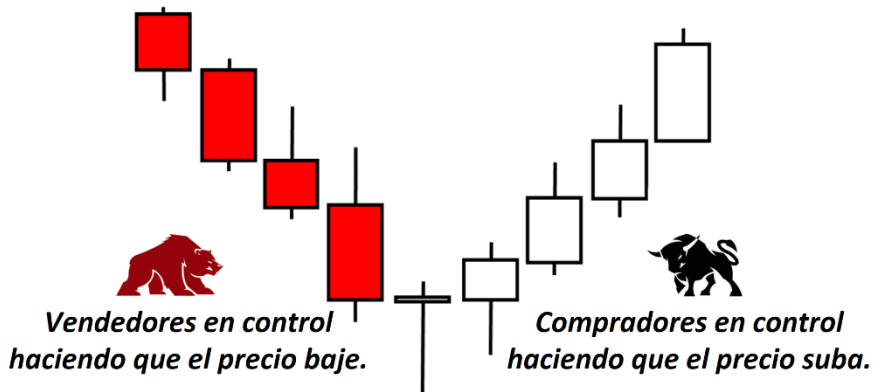 Vendedores en control
haciendo que el precio baje.
Compradores en control
haciendo que el precio suba.